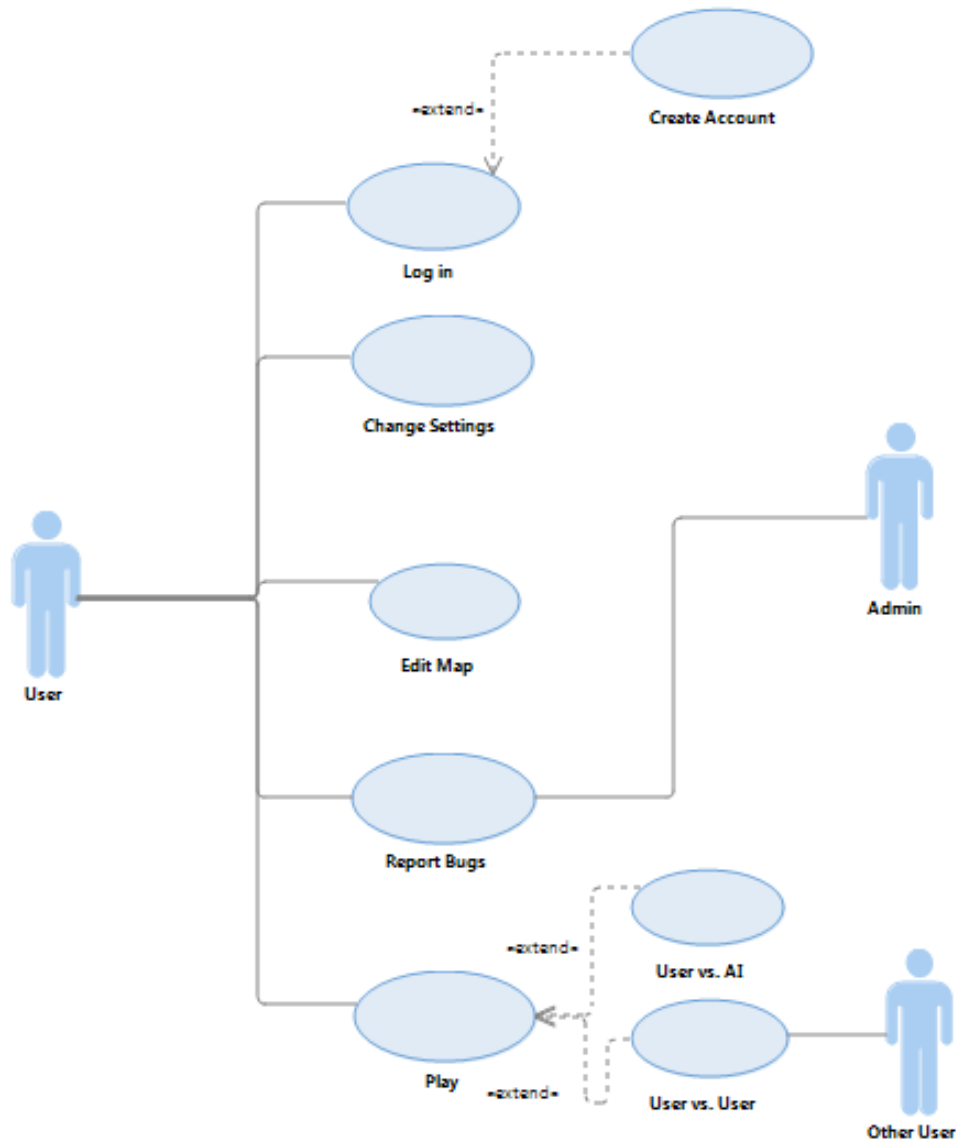 «extend»
Create Account
Log in
Change Settings
Admin
Edit Map
User
Report Bugs
«extend»
User vs. AI
Play
«extend»
User vs. User
Other User